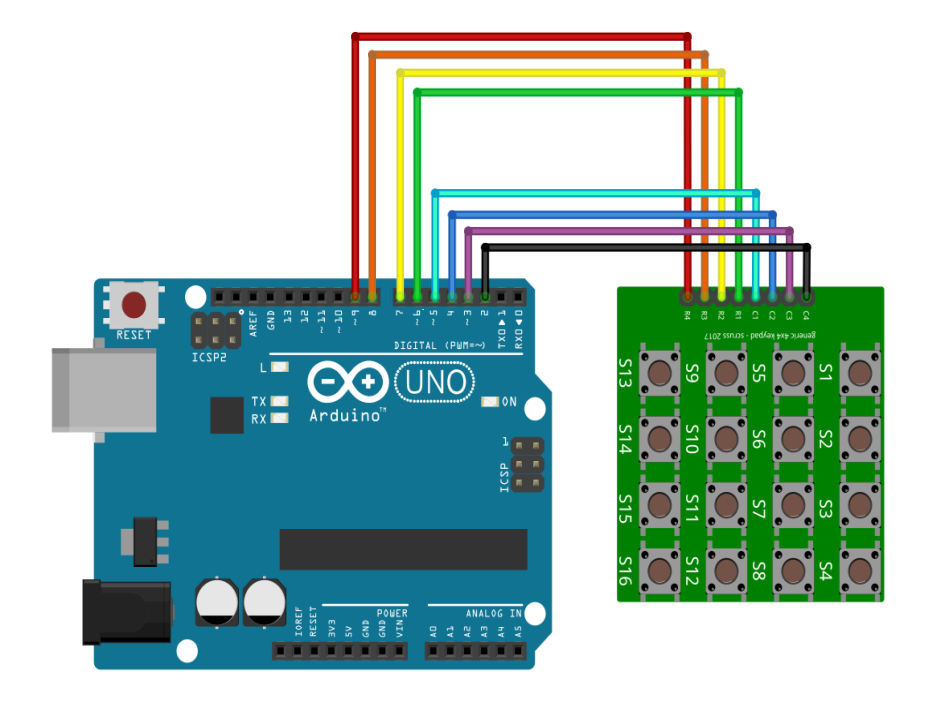 R4
R3
R2
R1
C1
C2
C3
C4
generic 4x4 keypad - scruss 2017
RESET
ICSP2
AREF
GND
13
12
~11
~10
~9
8
7
~6
~5
4
~3
2
TX0▶1
RX0◀0
DIGITAL (PWM=~)
L
TX
RX
Arduino™
UNO
ON
1
ICSP
S13
S9
S5
S1
S14
S10
S6
S2
S15
S11
S7
S3
S16
S12
S8
S4
IOREF
RESET
3V3
5V
GND
GND
VIN
POWER
ANALOG IN
A0
A1
A2
A3
A4
A5